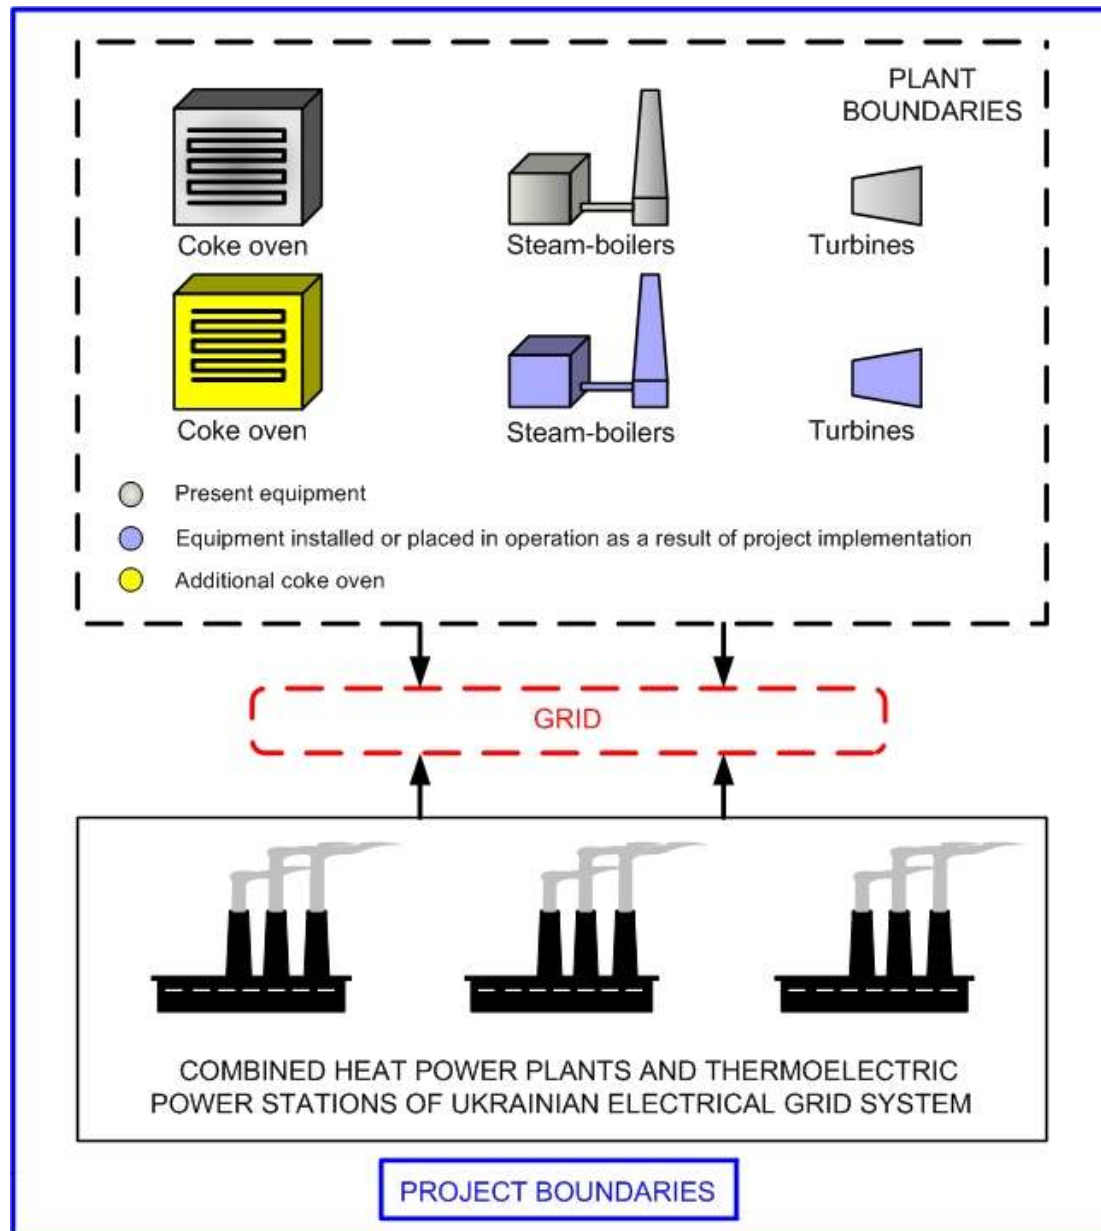 PLANT
BOUNDARIES
Coke oven
Steam-boilers
Turbines
Coke oven
Steam-boilers
Turbines
Present equipment
Equipment installed or placed in operation as a result of project implementation
Additional coke oven
GRID
COMBINED HEAT POWER PLANTS AND THERMOELECTRIC
POWER STATIONS OF UKRAINIAN ELECTRICAL GRID SYSTEM
PROJECT BOUNDARIES